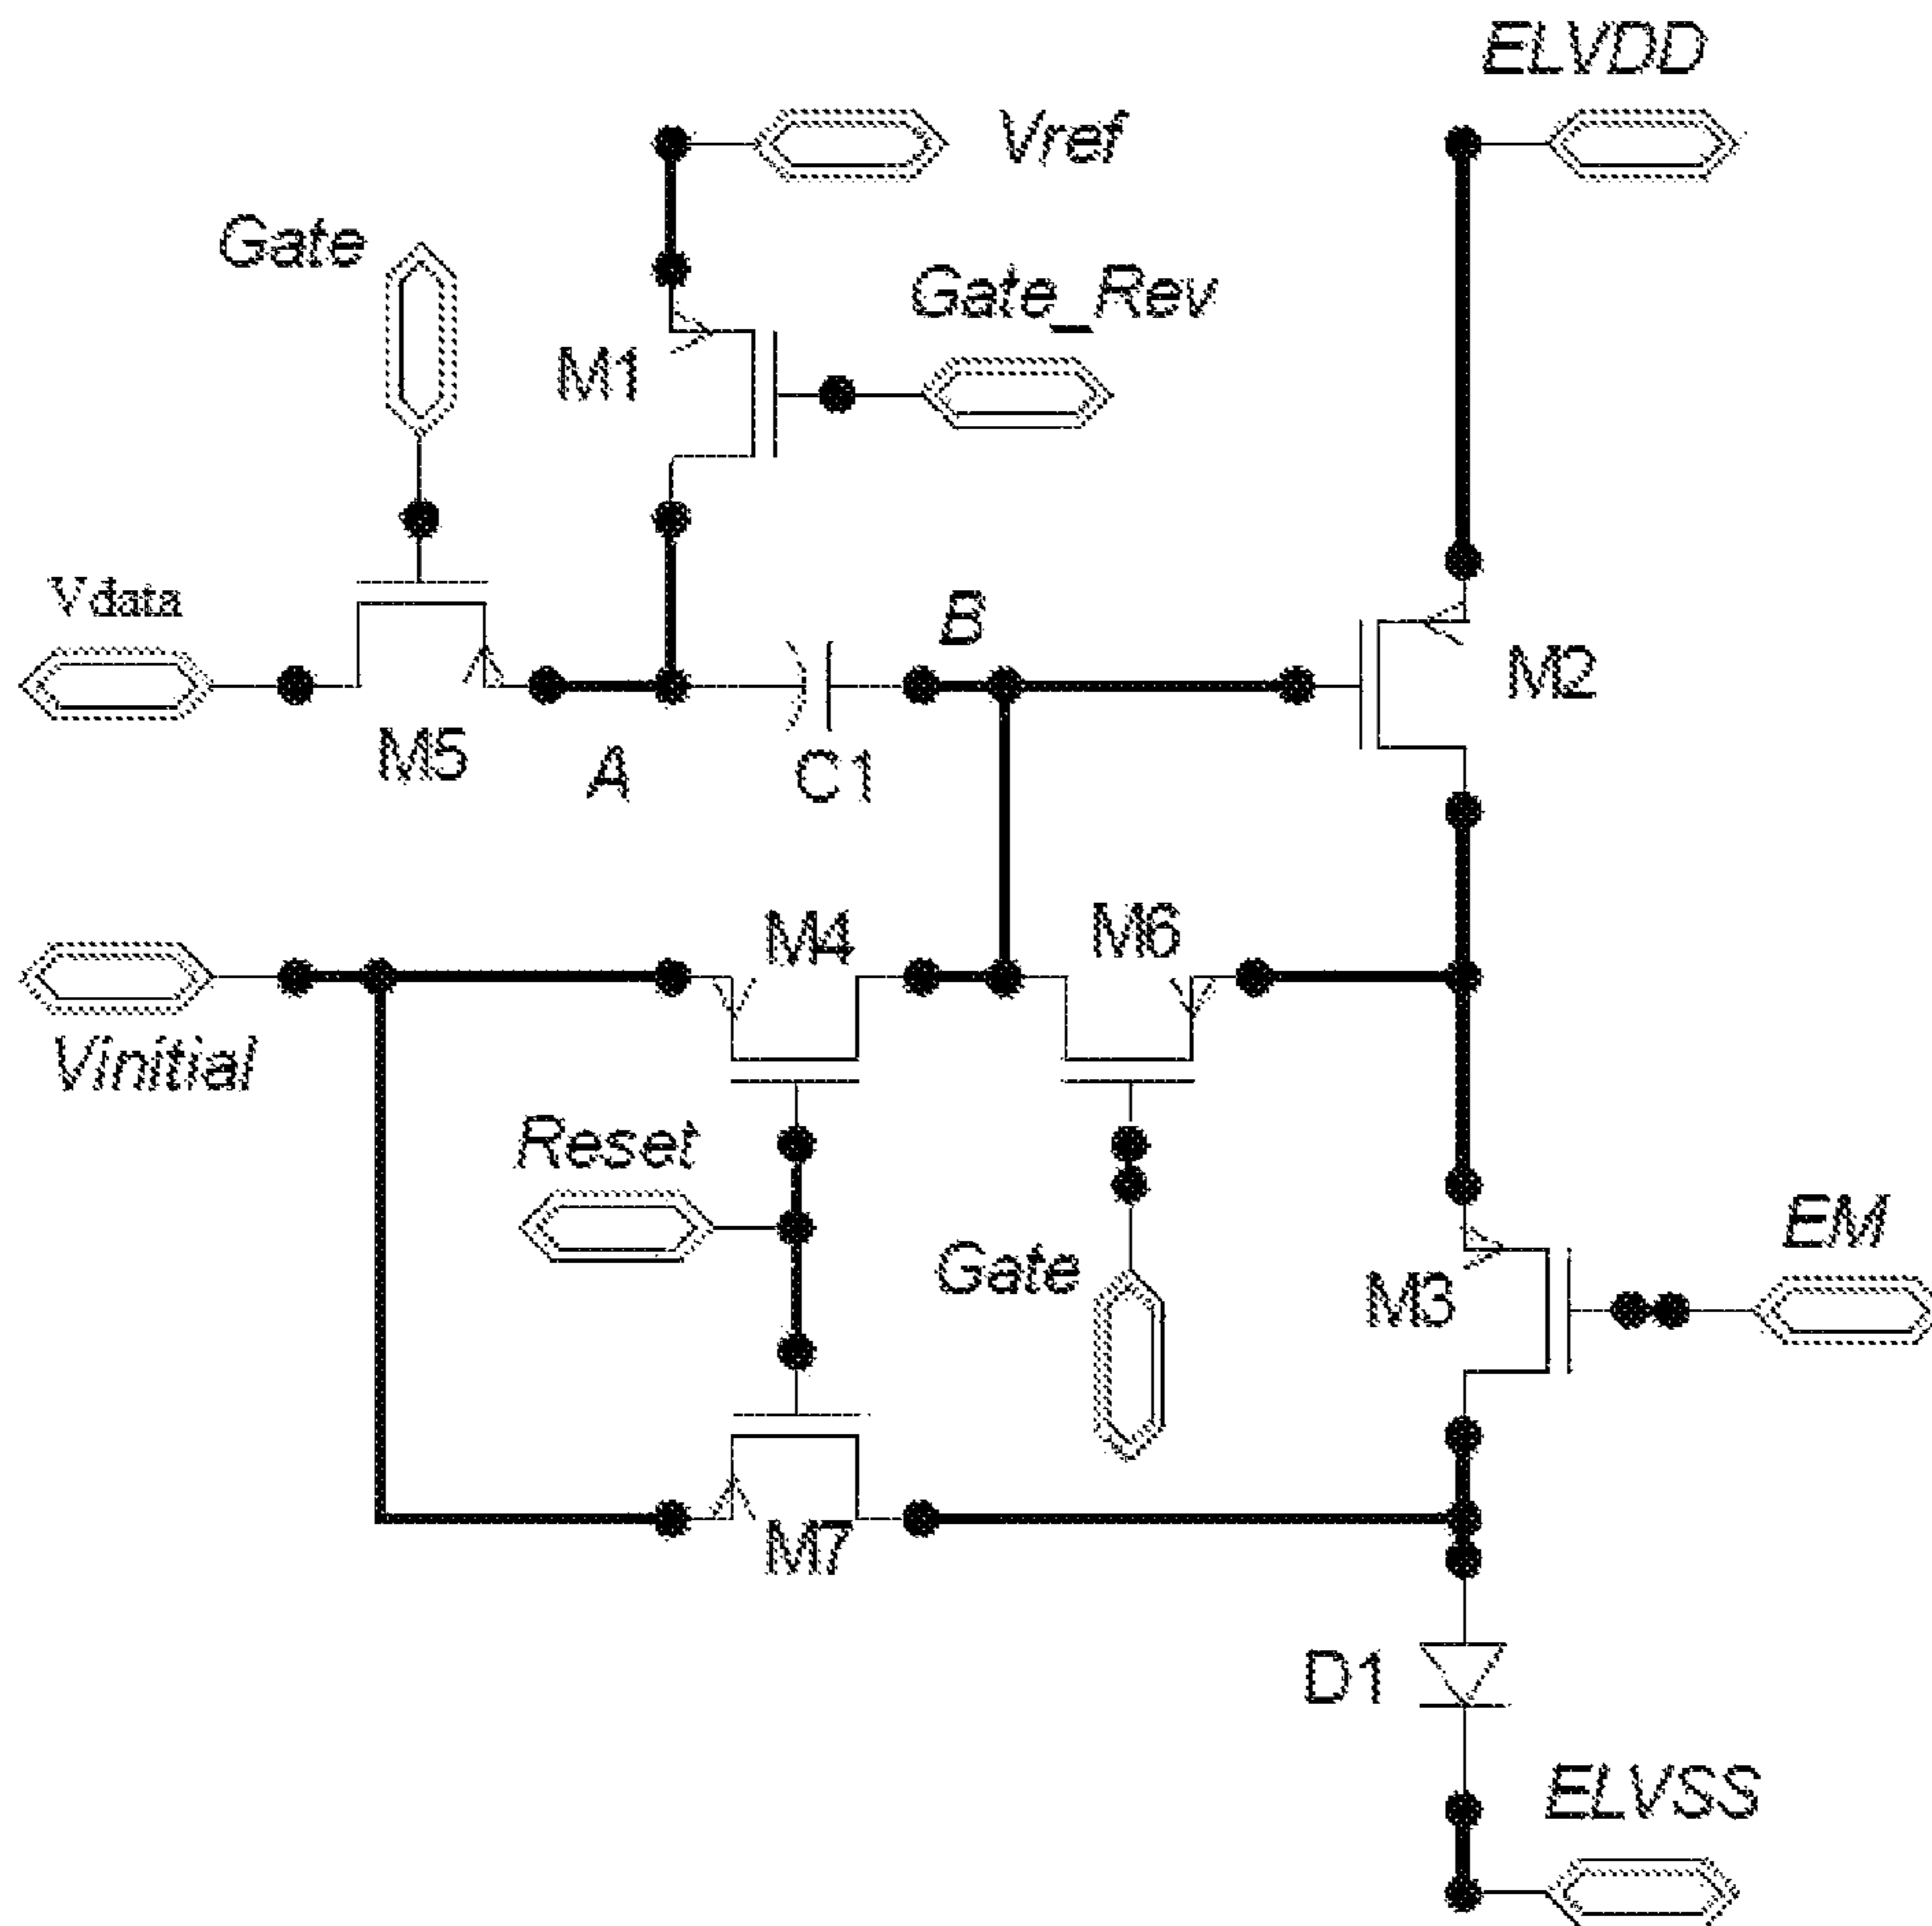 ELVDD
Vref
Gate
Gate_Rev
M1
Vdata
B
M2
M5
A
C1
M4
M6
Vinitial
Reset
EM
Gate
M3
M7
D1
ELVSS